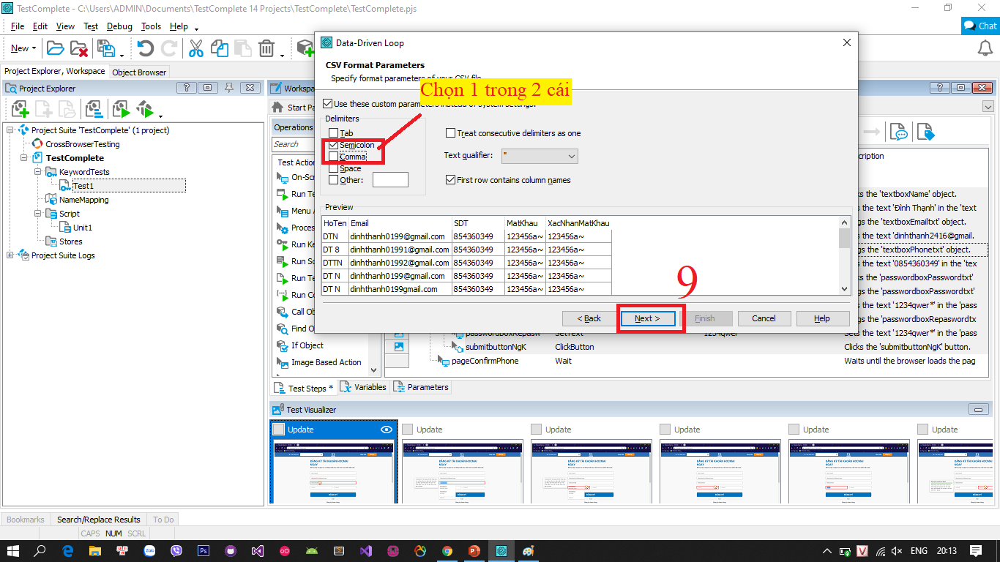 TestComplete - C:\Users\ADMIN\Documents\TestComplete 14 Projects\TestComplete\TestComplete.pjs
File Edit View Test Debug Tools Help
Chat
New
Project Explorer, Workspace
Object Browser
Project Explorer
Project Suite 'TestComplete' (1 project)
CrossBrowserTesting
TestComplete
KeywordTests
Test1
NameMapping
Script
Unit1
Stores
Project Suite Logs
Workspa
Start Pa
Operations
Search
Test Action
On-Scr
Run Te
Menu A
Proces
Run Ke
Run Sc
Run Te
Run Co
Call Obj
Find O
If Object
Image Based Action
Data-Driven Loop
CSV Format Parameters
Specify format parameters of your CSV file.
Chọn 1 trong 2 cái
Use these custom parameters instead of system settings.
Delimiters
Tab
Semicolon
Comma
Space
Other:
Treat consecutive delimiters as one
Text qualifier: "
First row contains column names
Preview
HoTen Email SDT MatKhau XacNhanMatKhau
DTN dinhthanh0199@gmail.com 854360349 123456a~ 123456a~
DT 8 dinhthanh01991@gmail.com 854360349 123456a~ 123456a~
DTTN dinhthanh01992@gmail.com 854360349 123456a~ 123456a~
DT N dinhthanh0199@gmail.com 854360349 123456a~ 123456a~
DT N dinhthanh0199gmail.com 854360349 123456a~ 123456a~
9
< Back Next > Finish Cancel Help
cription
ks the 'textboxName' object.
s the text 'Đinh Thạnh' in the 'text
gs the 'textboxEmailtxt' object.
s the text 'dinhthanh2416@gmail.
gs the 'textboxPhonetxt' object.
s the text '0854360349' in the 'tex
ks the 'passwordboxPasswordtxt'
gs the 'passwordboxPasswordtxt'
s the text '1234qwer*' in the 'pass
gs the 'passwordboxRepaswordtx
passwordboxRepasw SetText 1234qwer Sets the text '1234qwer*' in the 'pass
submitbuttonNgK ClickButton Clicks the 'submitbuttonNgK' button.
pageConfirmPhone Wait Waits until the browser loads the pag
Test Steps * Variables Parameters
Test Visualizer
Update Update Update Update Update Update
ĐĂNG KÝ TÀI KHOẢN HOCMAI
NGAY
Bookmarks Search/Replace Results To Do
CAPS NUM SCRL
ENG 20:13